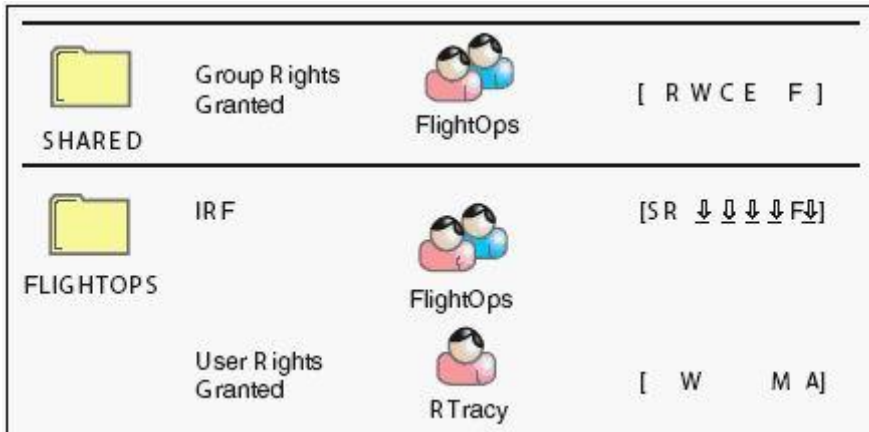 Group Rights
Granted
[ R W C E F ]
SHARED
FlightOps
IRF
[S R ⇩ ⇩ ⇩ ⇩ F ⇩]
FLIGHTOPS
FlightOps
User Rights
Granted
[ W M A]
RTracy